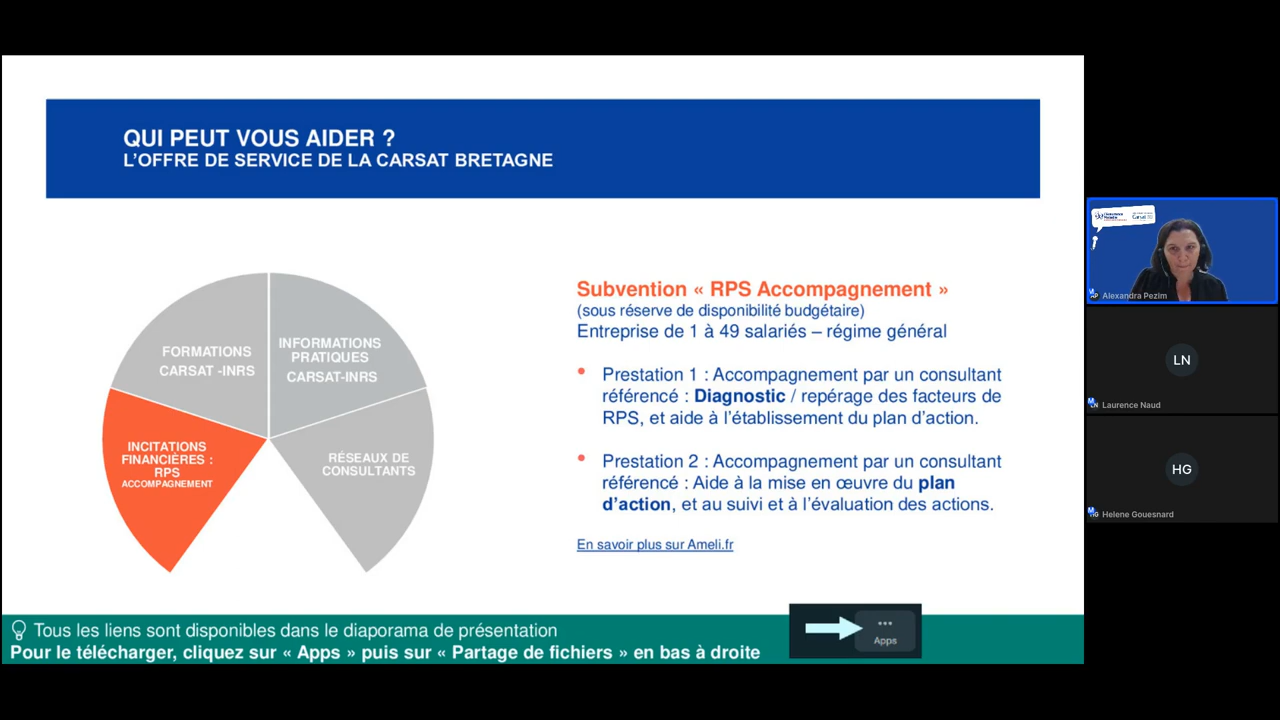 QUI PEUT VOUS AIDER ?
L'OFFRE DE SERVICE DE LA CARSAT BRETAGNE
FORMATIONS
CARSAT -INRS
INFORMATIONS
PRATIQUES
CARSAT-INRS
INCITATIONS
FINANCIÈRES :
RPS
ACCOMPAGNEMENT
RÉSEAUX DE
CONSULTANTS
Subvention « RPS Accompagnement »
(sous réserve de disponibilité budgétaire)
Entreprise de 1 à 49 salariés – régime général
• Prestation 1 : Accompagnement par un consultant
référencé : Diagnostic / repérage des facteurs de
RPS, et aide à l'établissement du plan d'action.
• Prestation 2 : Accompagnement par un consultant
référencé : Aide à la mise en œuvre du plan
d'action, et au suivi et à l'évaluation des actions.
En savoir plus sur Ameli.fr
Tous les liens sont disponibles dans le diaporama de présentation
Pour le télécharger, cliquez sur « Apps » puis sur « Partage de fichiers » en bas à droite
Apps
Alexandra Pezim
LN
Laurence Naud
HG
Helene Gouesnard